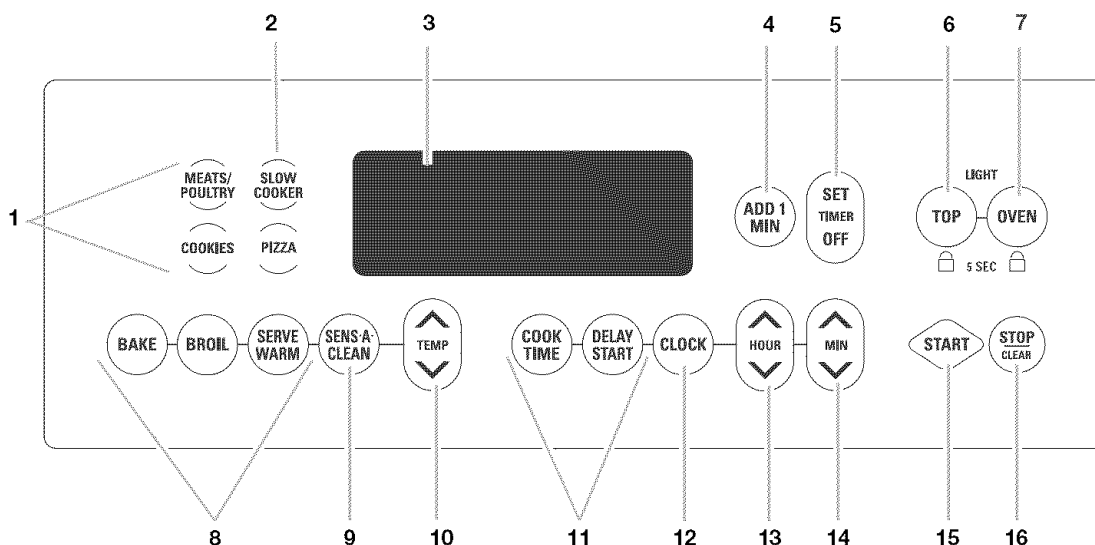 2 3 4 5 6 7
1
MEATS/
POULTRY
SLOW
COOKER
COOKIES
PIZZA
ADD 1
MIN
SET
TIMER
OFF
LIGHT
TOP
OVEN
5 SEC
BAKE
BROIL
SERVE
WARM
SENS·A·
CLEAN
TEMP
COOK
TIME
DELAY
START
CLOCK
HOUR
MIN
START
STOP
CLEAR
8 9 10 11 12 13 14 15 16